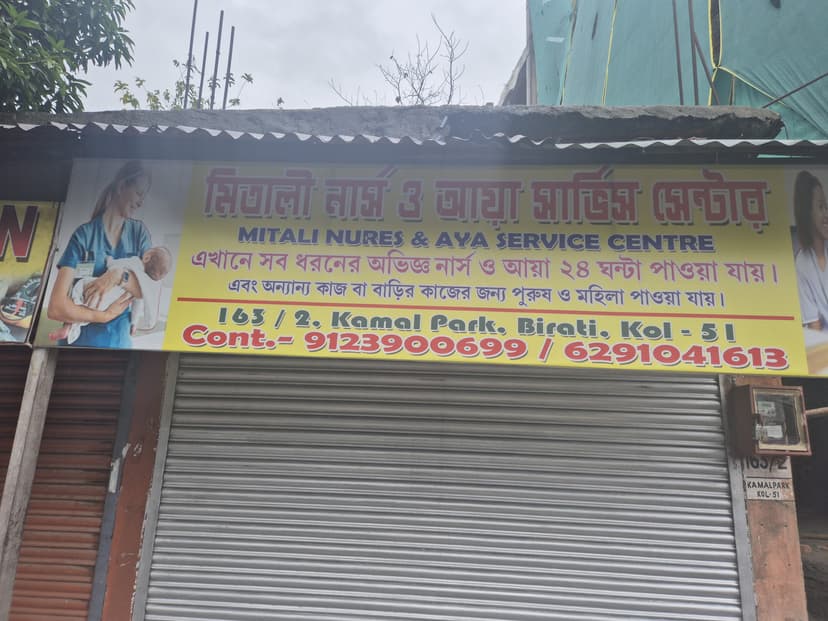 মিতালী নার্স ও আয়া সার্ভিস সেন্টার
MITALI NURES & AYA SERVICE CENTRE
এখানে সব ধরনের অভিজ্ঞ নার্স ও আয়া ২৪ ঘন্টা পাওয়া যায়।
এবং অন্যান্য কাজ বা বাড়ির কাজের জন্য পুরুষ ও মহিলা পাওয়া যায়।
163 / 2, Kamal Park, Birati, Kol - 51
Cont.- 9123900699 / 6291041613
N
163/2
KAMALPARK
KOL-51